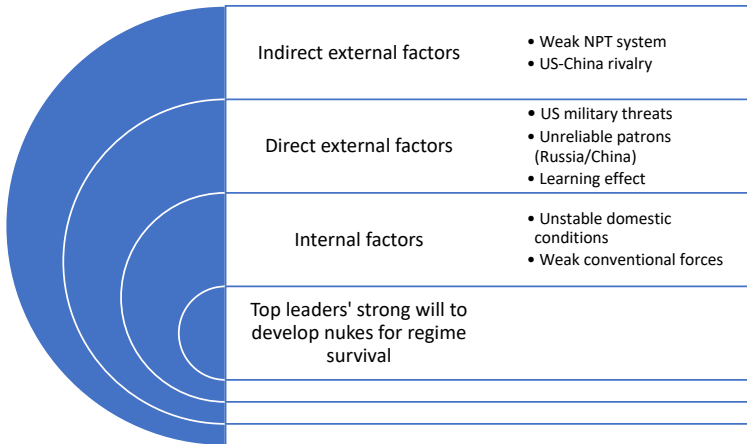 Indirect external factors
• Weak NPT system
• US-China rivalry
Direct external factors
• US military threats
• Unreliable patrons
(Russia/China)
• Learning effect
Internal factors
• Unstable domestic
conditions
• Weak conventional forces
Top leaders' strong will to
develop nukes for regime
survival